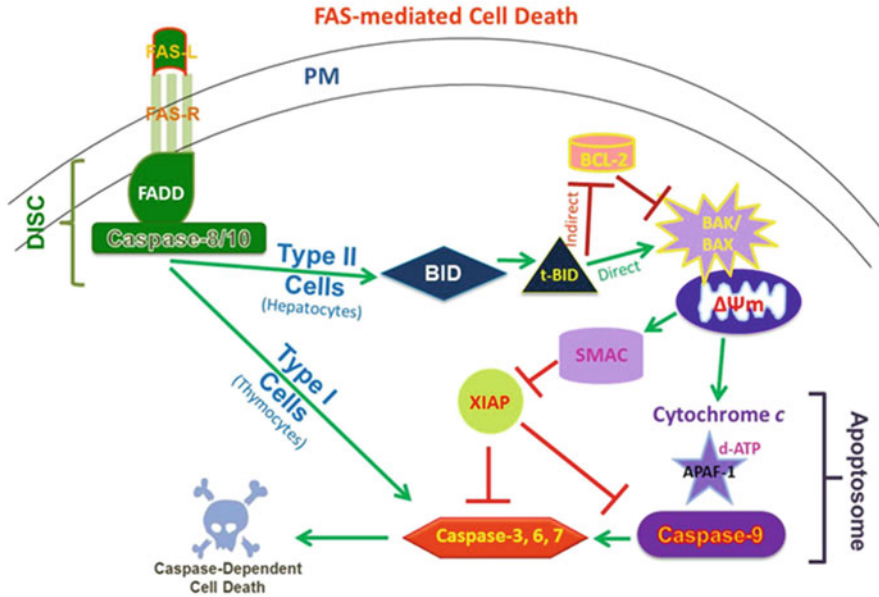 FAS-mediated Cell Death
FAS-L
PM
FAS-R
FADD
DISC
Caspase-8/10
Type II
Cells
(Hepatocytes)
BID
t-BID
Indirect
Direct
BCL-2
BAK/
BAX
ΔΨm
SMAC
XIAP
Type I
Cells
(Thymocytes)
Cytochrome c
d-ATP
APAF-1
Caspase-9
Apoptosome
Caspase-3, 6, 7
Caspase-Dependent
Cell Death